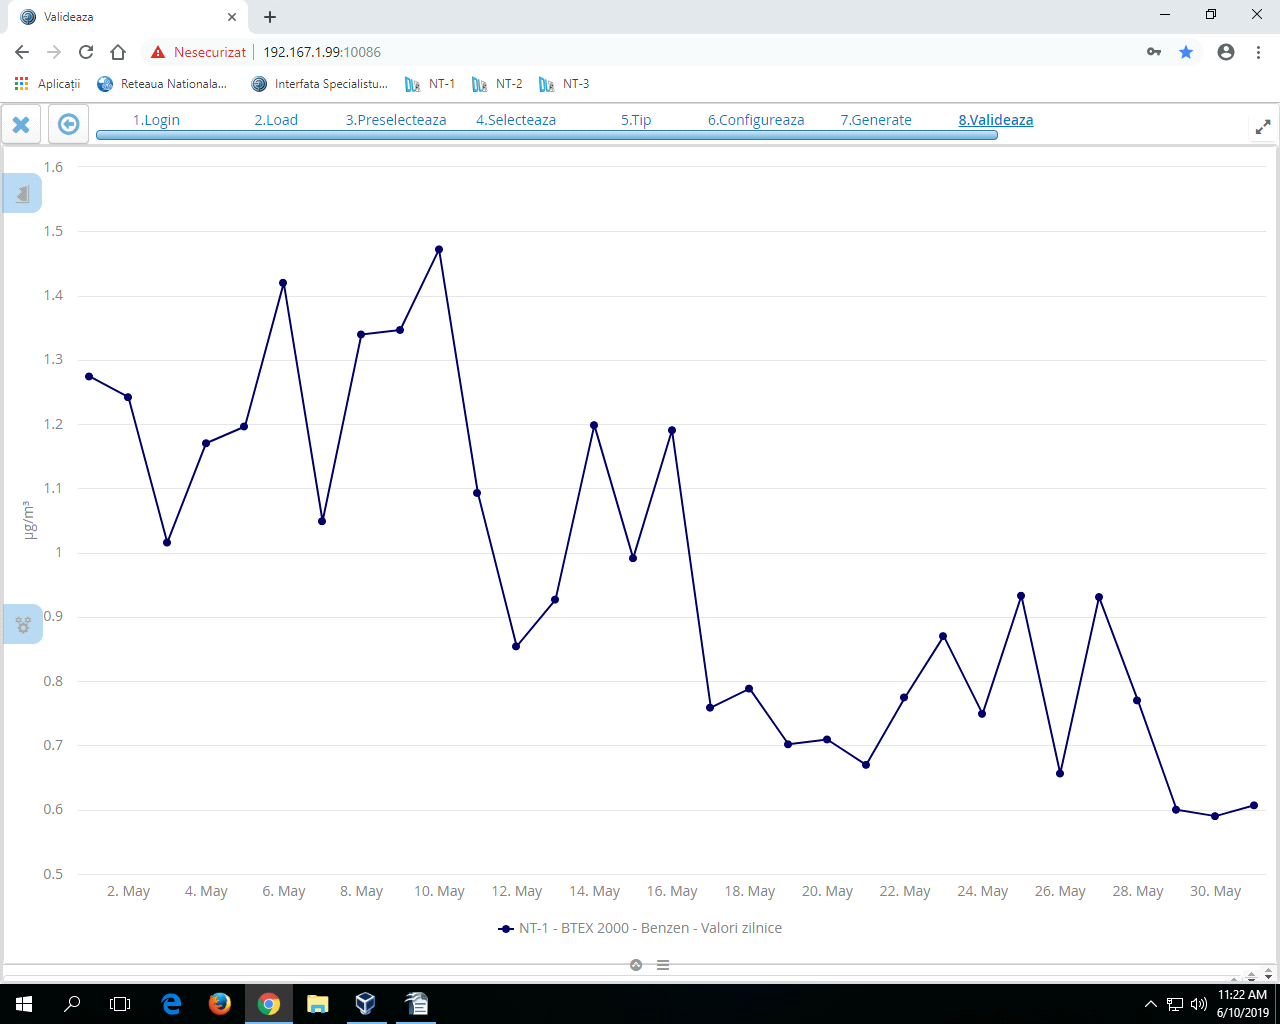 Valideaza
Nesecurizat 192.167.1.99:10086
Aplicații Reteaua Nationala... Interfata Specialistu... NT-1 NT-2 NT-3
1.Login 2.Load 3.Preselecteaza 4.Selecteaza 5.Tip 6.Configureaza 7.Generate 8.Valideaza
1.6
1.5
1.4
1.3
1.2
1.1
1
0.9
0.8
0.7
0.6
0.5
µg/m³
2. May 4. May 6. May 8. May 10. May 12. May 14. May 16. May 18. May 20. May 22. May 24. May 26. May 28. May 30. May
NT-1 - BTEX 2000 - Benzen - Valori zilnice
11:22 AM
6/10/2019